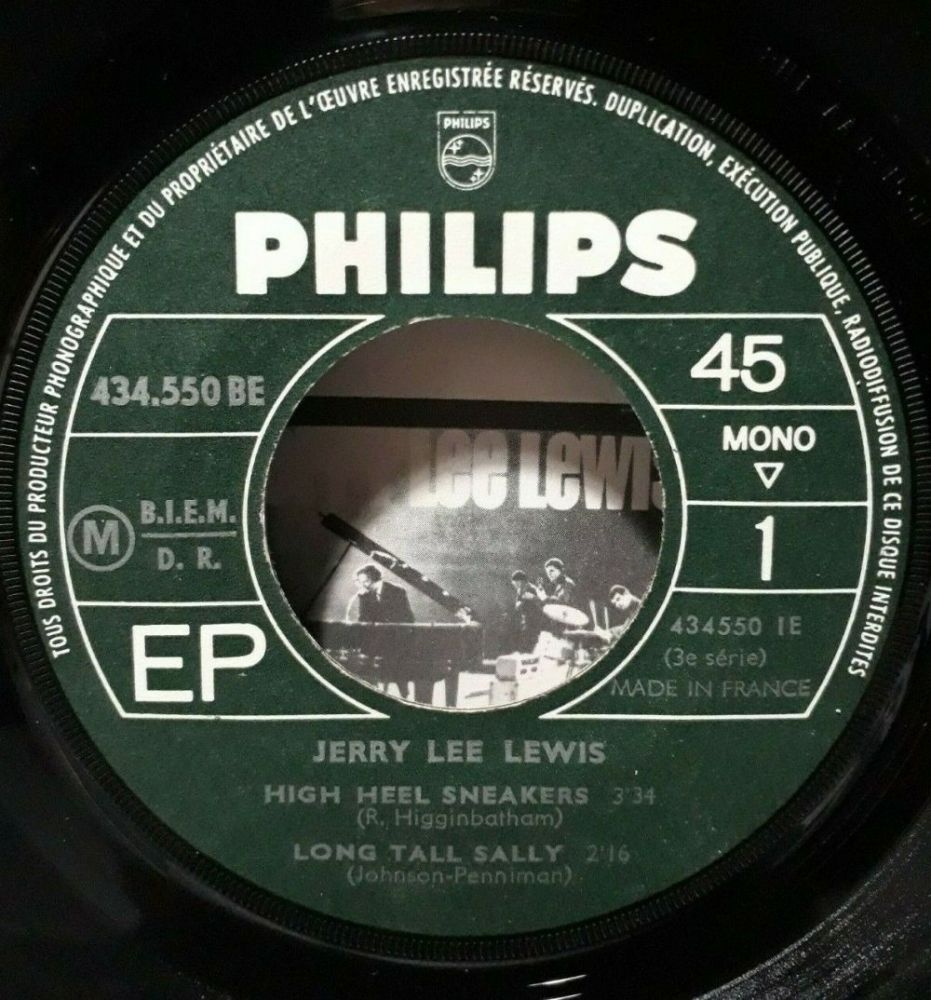 TOUS DROITS DU PRODUCTEUR PHONOGRAPHIQUE ET DU PROPRIÉTAIRE DE L'ŒUVRE ENREGISTRÉE RÉSERVÉS. DUPLICATION, EXÉCUTION PUBLIQUE, RADIODIFFUSION DE CE DISQUE INTERDITES
PHILIPS
PHILIPS
434.550 BE
M B.I.E.M.
D. R.
EP
45
MONO
1
434550 1E
(3e série)
MADE IN FRANCE
Lee Lewis
JERRY LEE LEWIS
HIGH HEEL SNEAKERS 3'34
(R. Higginbatham)
LONG TALL SALLY 2'16
(Johnson-Penniman)